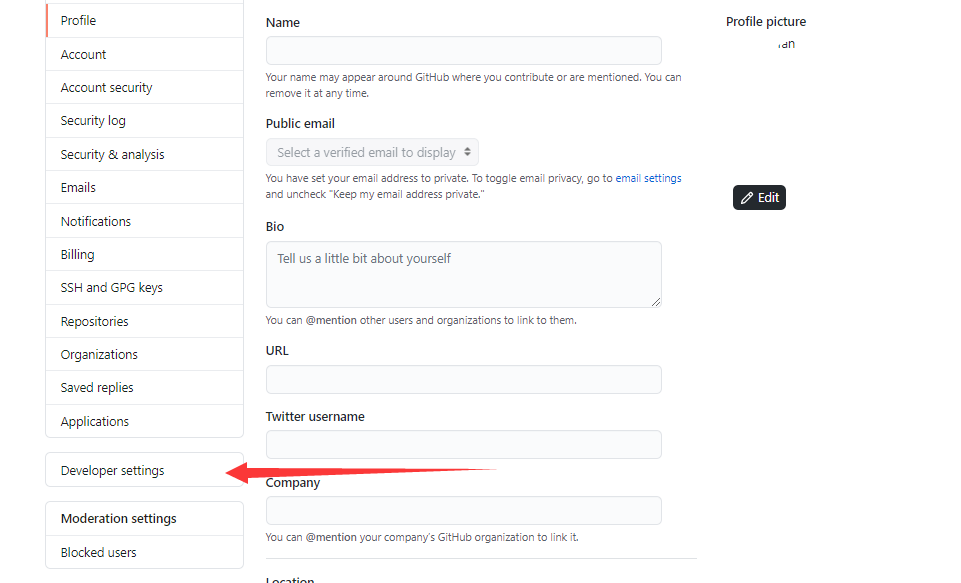 Profile
Account
Account security
Security log
Security & analysis
Emails
Notifications
Billing
SSH and GPG keys
Repositories
Organizations
Saved replies
Applications
Developer settings
Moderation settings
Blocked users
Name
Your name may appear around GitHub where you contribute or are mentioned. You can
remove it at any time.
Public email
Select a verified email to display
You have set your email address to private. To toggle email privacy, go to email settings
and uncheck "Keep my email address private."
Bio
Tell us a little bit about yourself
You can @mention other users and organizations to link to them.
URL
Twitter username
Company
You can @mention your company's GitHub organization to link it.
Location
Profile picture
Edit